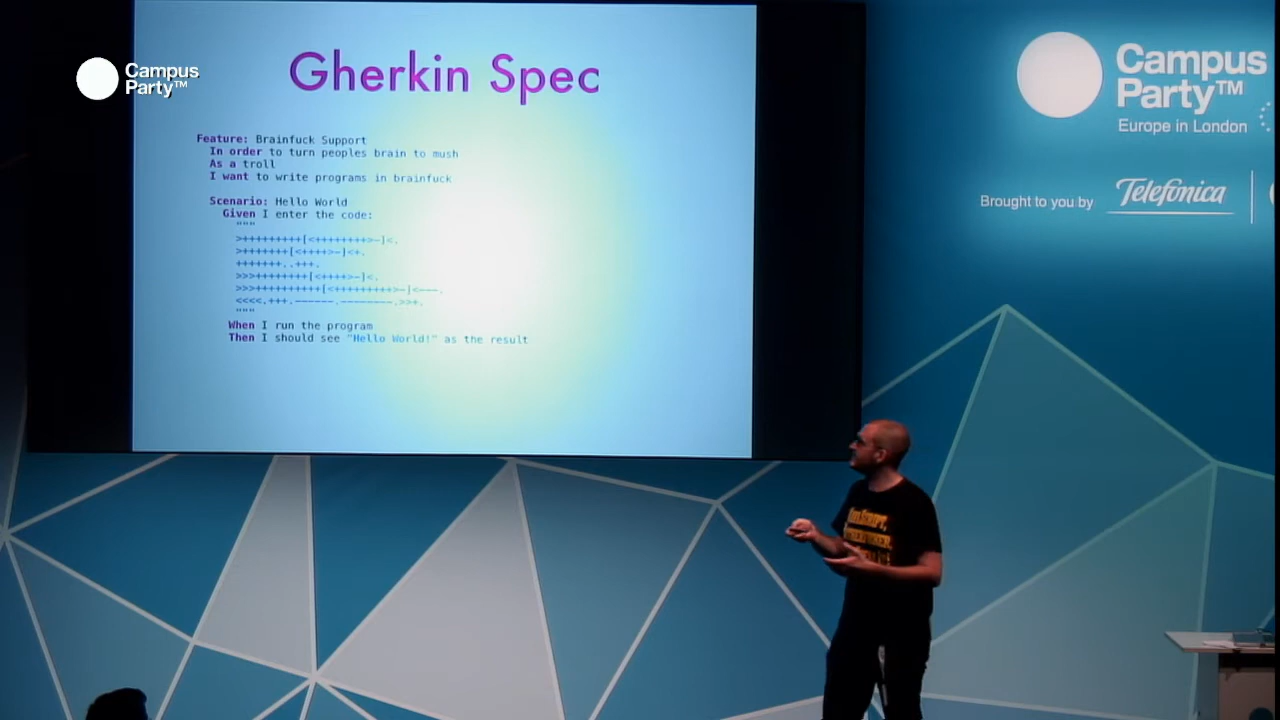 Campus
Party™
Gherkin Spec
Feature: Brainfuck Support
In order to turn peoples brain to mush
As a troll
I want to write programs in brainfuck
Scenario: Hello World
Given I enter the code:
"""
>+++++++++[<++++++++>-]<.
>+++++++[<++++>-]<+.
+++++++..+++.
>>>++++++++[<++++>-]<.
>>>++++++++++[<+++++++++>-]<---.
<<<<.+++.------.--------.>>+.
"""
When I run the program
Then I should see "Hello World!" as the result
Campus
Party™
Europe in London
Brought to you by
Telefónica